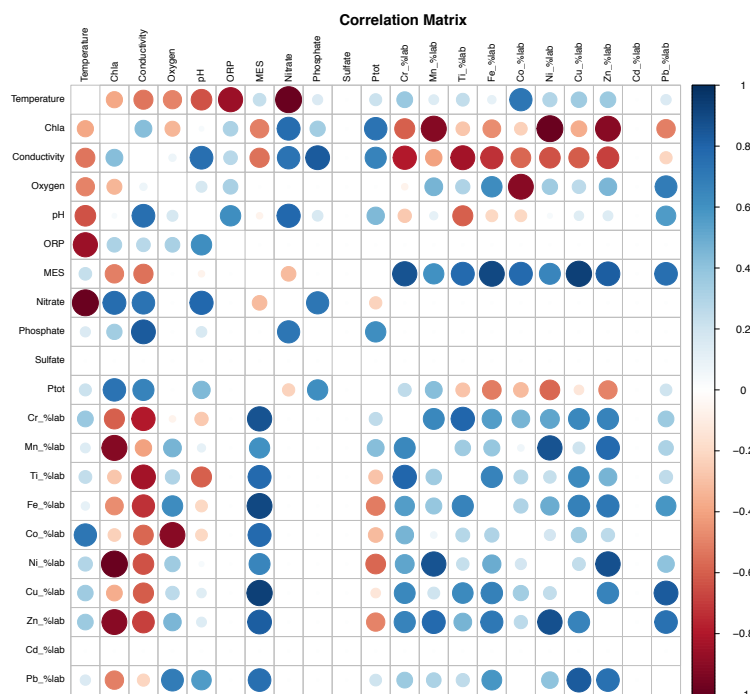 Correlation Matrix
Temperature
Chla
Conductivity
Oxygen
pH
ORP
MES
Nitrate
Phosphate
Sulfate
Ptot
Cr_%lab
Mn_%lab
Ti_%lab
Fe_%lab
Co_%lab
Ni_%lab
Cu_%lab
Zn_%lab
Cd_%lab
Pb_%lab
Temperature
Chla
Conductivity
Oxygen
pH
ORP
MES
Nitrate
Phosphate
Sulfate
Ptot
Cr_%lab
Mn_%lab
Ti_%lab
Fe_%lab
Co_%lab
Ni_%lab
Cu_%lab
Zn_%lab
Cd_%lab
Pb_%lab
1
0.8
0.6
0.4
0.2
0
−0.2
−0.4
−0.6
−0.8